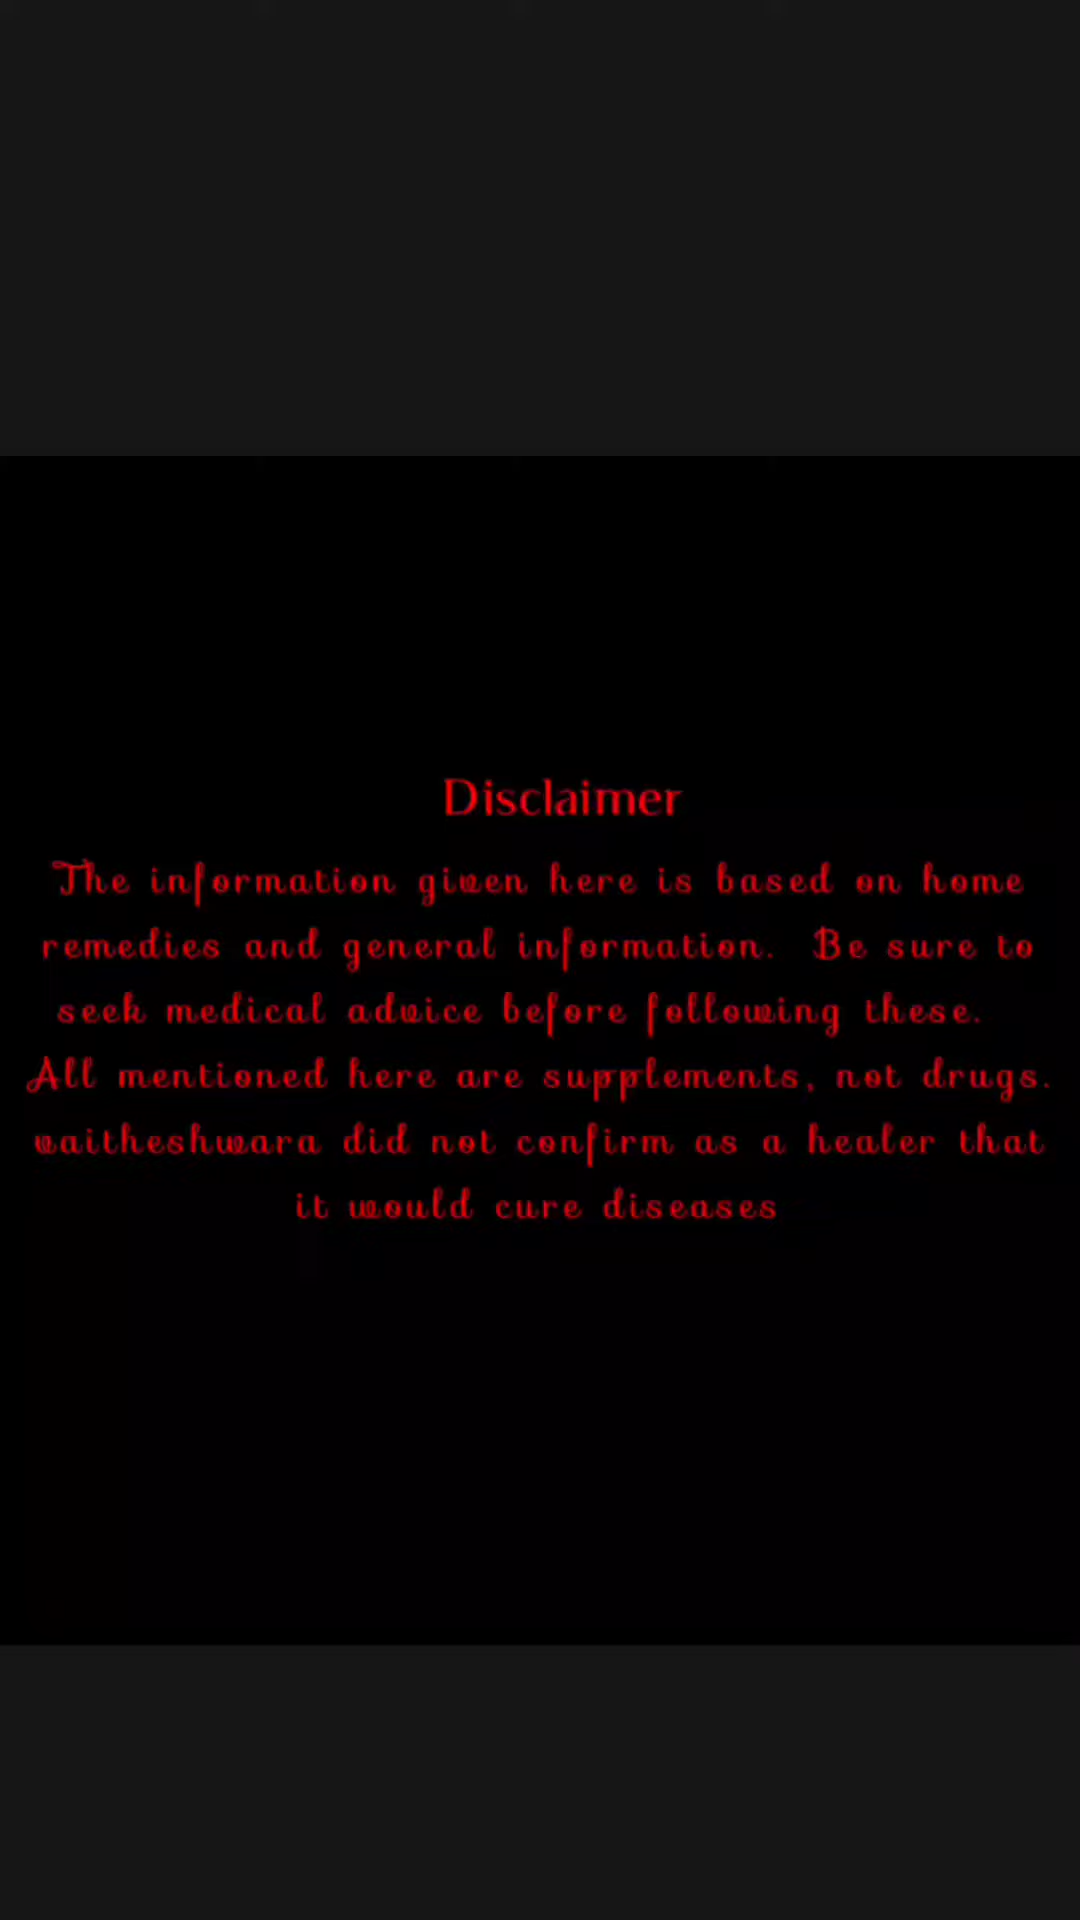 Disclaimer
The information given here is based on home
remedies and general information. Be sure to
seek medical advice before following these.
All mentioned here are supplements, not drugs.
vaitheshwara did not confirm as a healer that
it would cure diseases